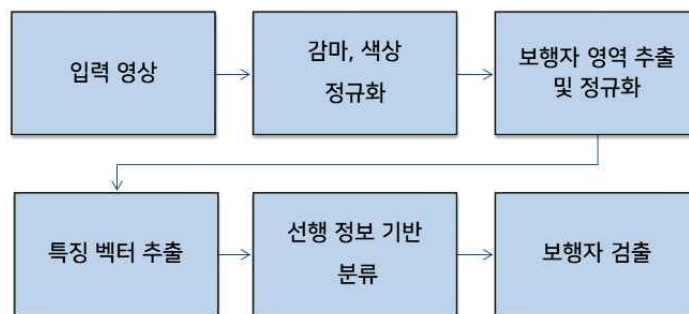 입력 영상
감마, 색상
정규화
보행자 영역 추출
및 정규화
특징 벡터 추출
선행 정보 기반
분류
보행자 검출